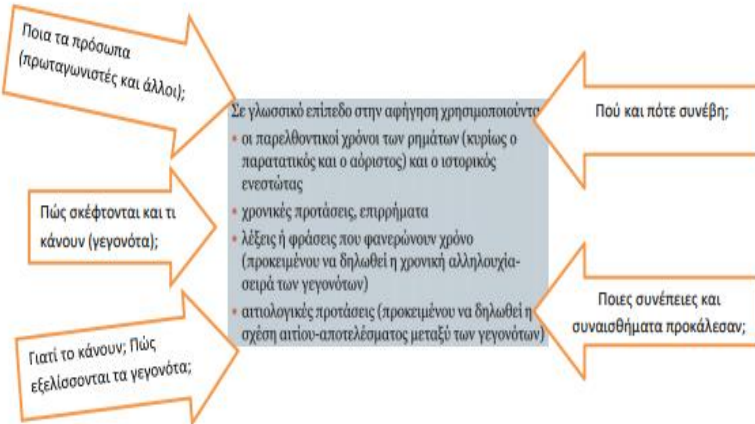 Ποια τα πρόσωπα
(πρωταγωνιστές και άλλοι);
Πώς σκέφτονται και τι
κάνουν (γεγονότα);
Γιατί το κάνουν; Πώς
εξελίσσονται τα γεγονότα;
Σε γλωσσικό επίπεδο στην αφήγηση χρησιμοποιούντα
• οι παρελθοντικοί χρόνοι των ρημάτων (κυρίως ο
παρατατικός και ο αόριστος) και ο ιστορικός
ενεστώτας
• χρονικές προτάσεις, επιρρήματα
• λέξεις ή φράσεις που φανερώνουν χρόνο
(προκειμένου να δηλωθεί η χρονική αλληλουχία-
σειρά των γεγονότων)
• αιτιολογικές προτάσεις (προκειμένου να δηλωθεί η
σχέση αιτίου-αποτελέσματος μεταξύ των γεγονότων)
Πού και πότε συνέβη;
Ποιες συνέπειες και
συναισθήματα προκάλεσαν;